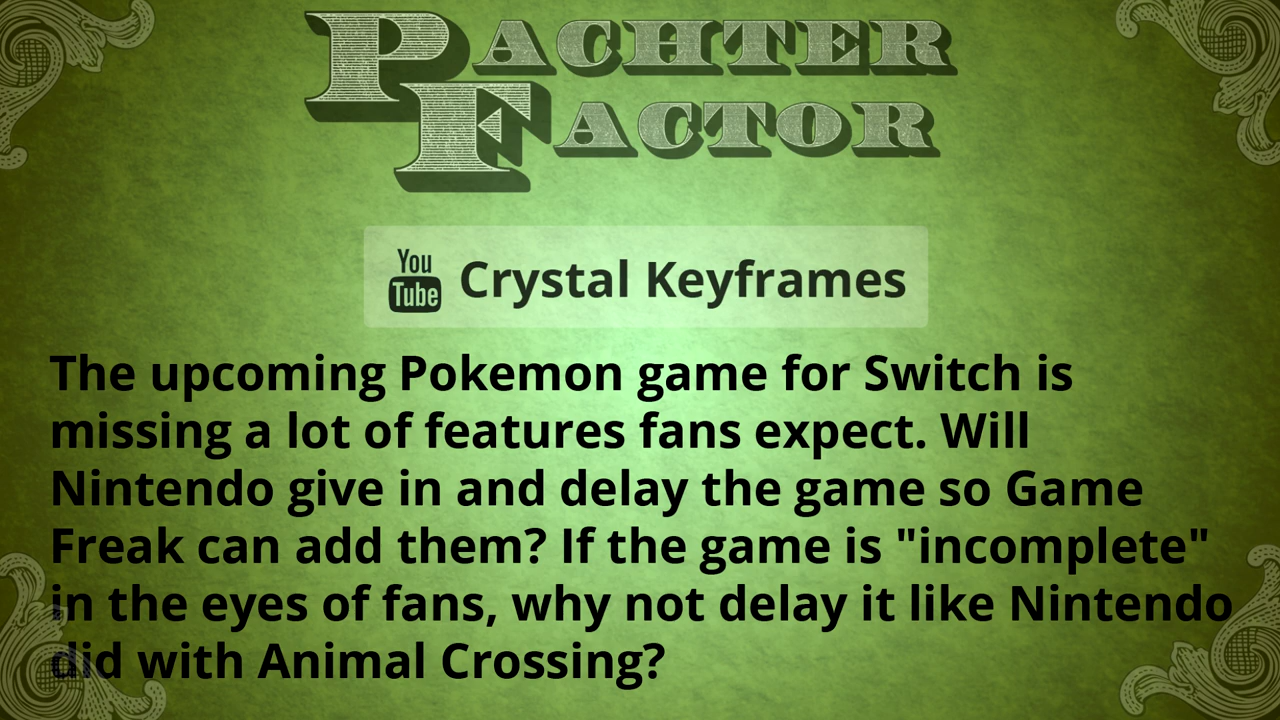 PACHTER
FACTOR
You Tube Crystal Keyframes
The upcoming Pokemon game for Switch is
missing a lot of features fans expect. Will
Nintendo give in and delay the game so Game
Freak can add them? If the game is "incomplete"
in the eyes of fans, why not delay it like Nintendo
did with Animal Crossing?